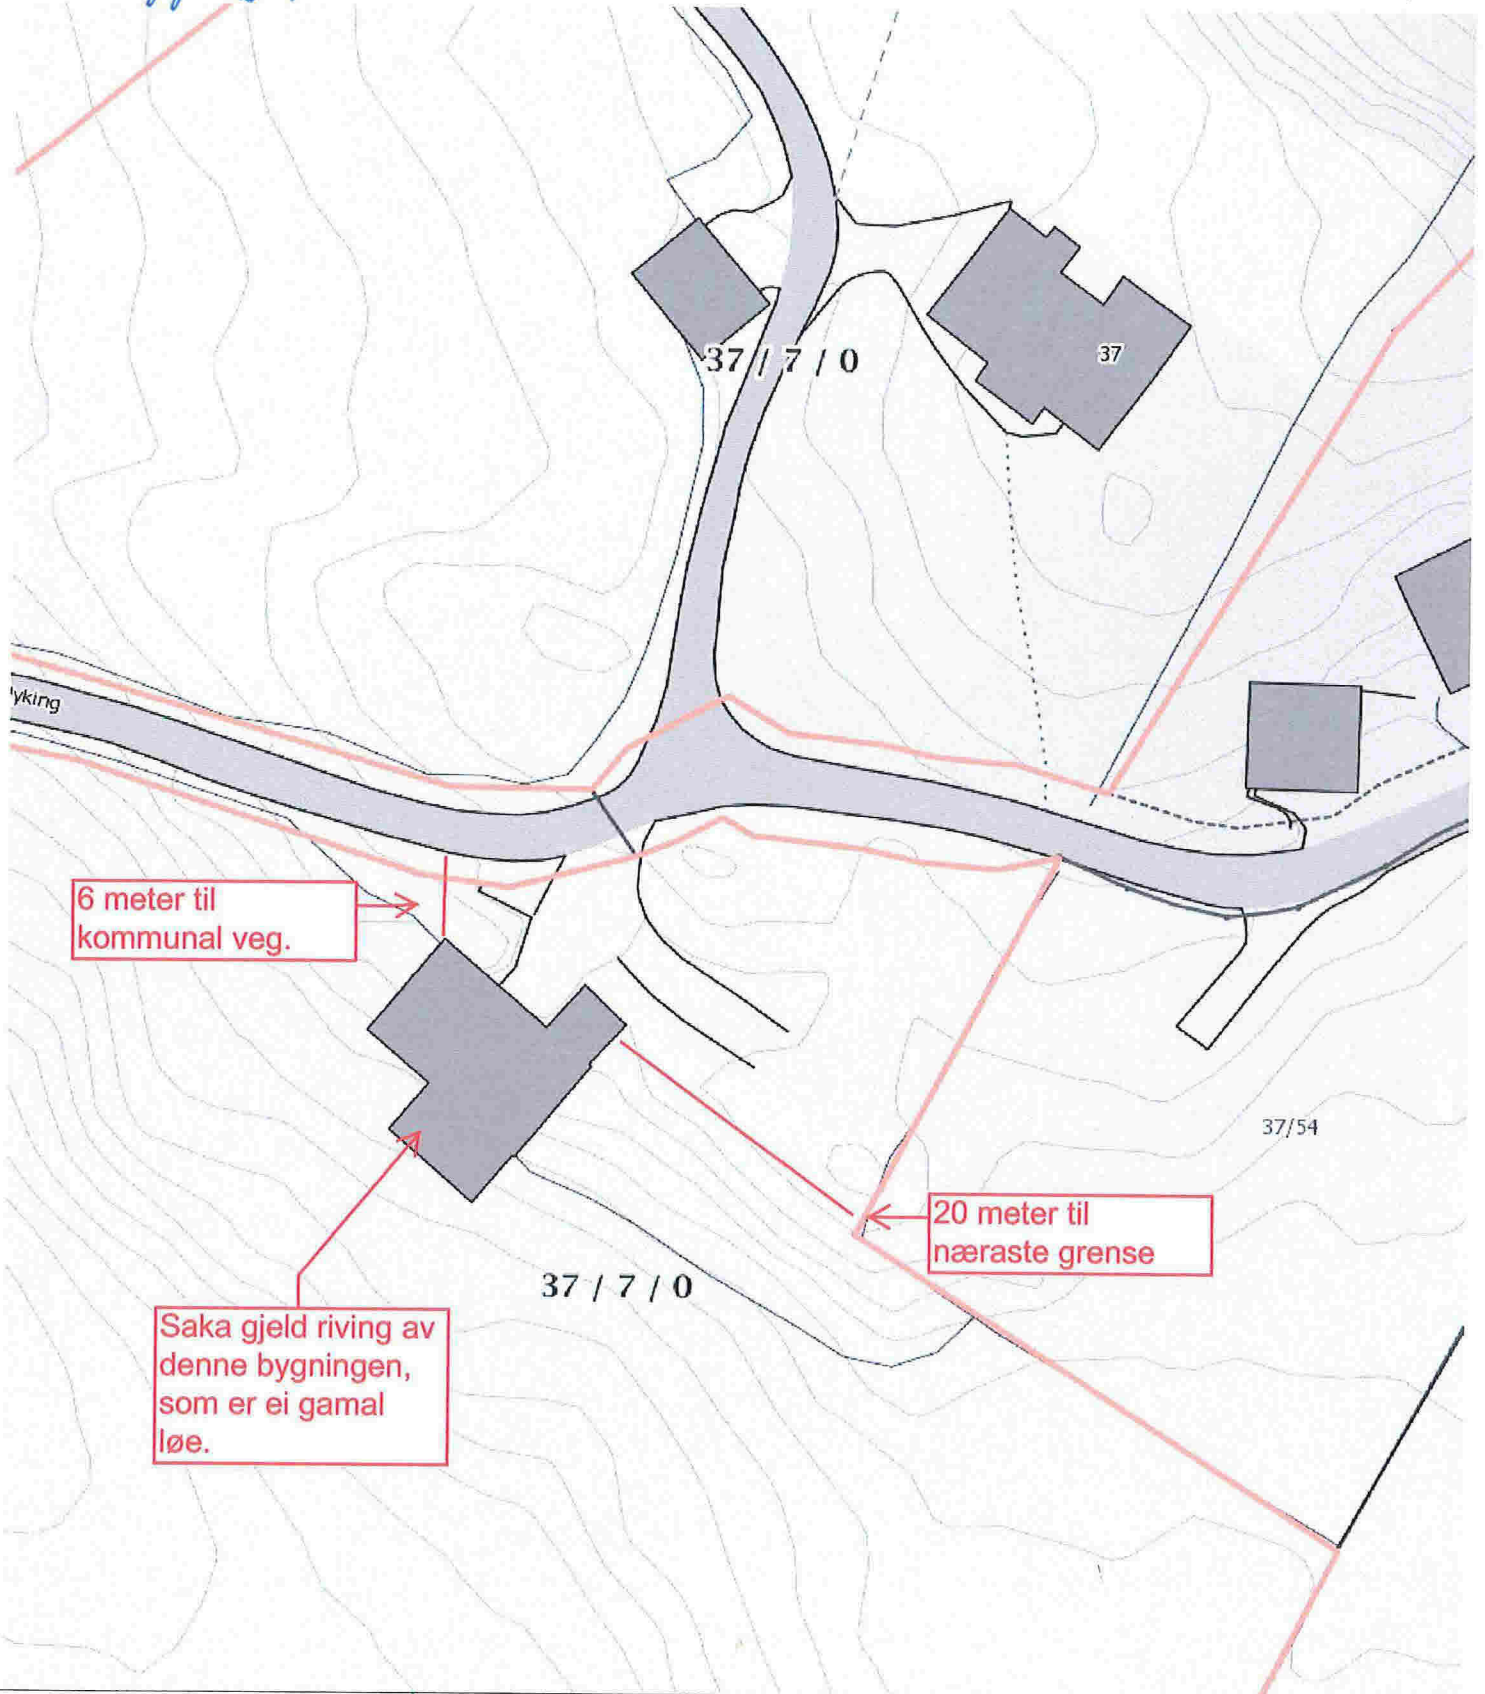 37 / 7 / 0
37
yking
6 meter til
kommunal veg.
37/54
20 meter til
næraste grense
37 / 7 / 0
Saka gjeld riving av
denne bygningen,
som er ei gamal
løe.